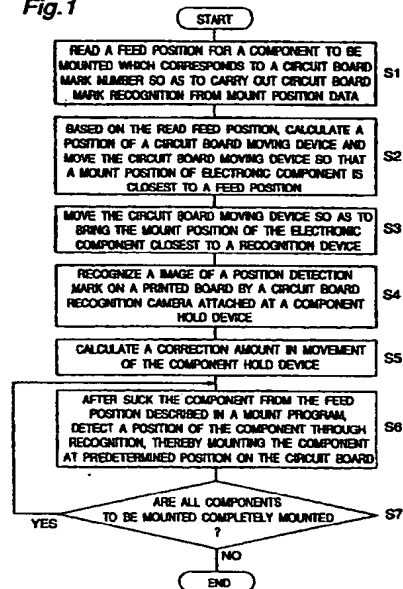 Fig.1
START
READ A FEED POSITION FOR A COMPONENT TO BE
MOUNTED WHICH CORRESPONDS TO A CIRCUIT BOARD
MARK NUMBER SO AS TO CARRY OUT CIRCUIT BOARD
MARK RECOGNITION FROM MOUNT POSITION DATA
S1
BASED ON THE READ FEED POSITION, CALCULATE A
POSITION OF A CIRCUIT BOARD MOVING DEVICE AND
MOVE THE CIRCUIT BOARD MOVING DEVICE SO THAT
A MOUNT POSITION OF ELECTRONIC COMPONENT IS
CLOSEST TO A FEED POSITION
S2
MOVE THE CIRCUIT BOARD MOVING DEVICE SO AS TO
BRING THE MOUNT POSITION OF THE ELECTRONIC
COMPONENT CLOSEST TO A RECOGNITION DEVICE
S3
RECOGNIZE A IMAGE OF A POSITION DETECTION
MARK ON A PRINTED BOARD BY A CIRCUIT BOARD
RECOGNITION CAMERA ATTACHED AT A COMPONENT
HOLD DEVICE
S4
CALCULATE A CORRECTION AMOUNT IN MOVEMENT
OF THE COMPONENT HOLD DEVICE
S5
AFTER SUCK THE COMPONENT FROM THE FEED
POSITION DESCRIBED IN A MOUNT PROGRAM,
DETECT A POSITION OF THE COMPONENT THROUGH
RECOGNITION, THEREBY MOUNTING THE COMPONENT
AT PREDETERMINED POSITION ON THE CIRCUIT BOARD
S6
ARE ALL COMPONENTS
TO BE MOUNTED COMPLETELY MOUNTED
?
S7
YES
NO
END